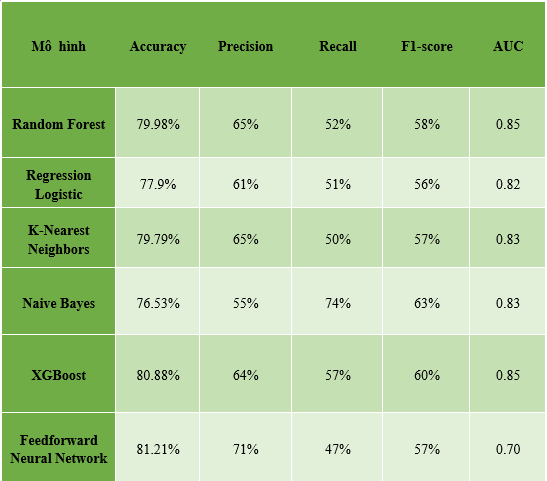 Mô hình Accuracy Precision Recall F1-score AUC
Random Forest 79.98% 65% 52% 58% 0.85
Regression
Logistic 77.9% 61% 51% 56% 0.82
K-Nearest
Neighbors 79.79% 65% 50% 57% 0.83
Naive Bayes 76.53% 55% 74% 63% 0.83
XGBoost 80.88% 64% 57% 60% 0.85
Feedforward
Neural Network 81.21% 71% 47% 57% 0.70